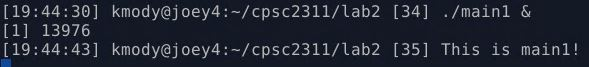 [19:44:30] kmody@joey4:~/cpsc2311/lab2 [34] ./main1 &
[1] 13976
[19:44:43] kmody@joey4:~/cpsc2311/lab2 [35] This is main1!